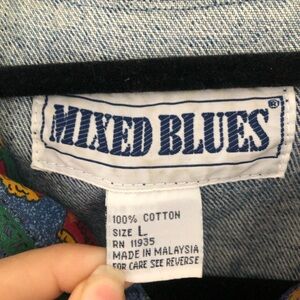 MIXED BLUES®
100% COTTON
SIZE L
RN 11935
MADE IN MALAYSIA
FOR CARE SEE REVERSE